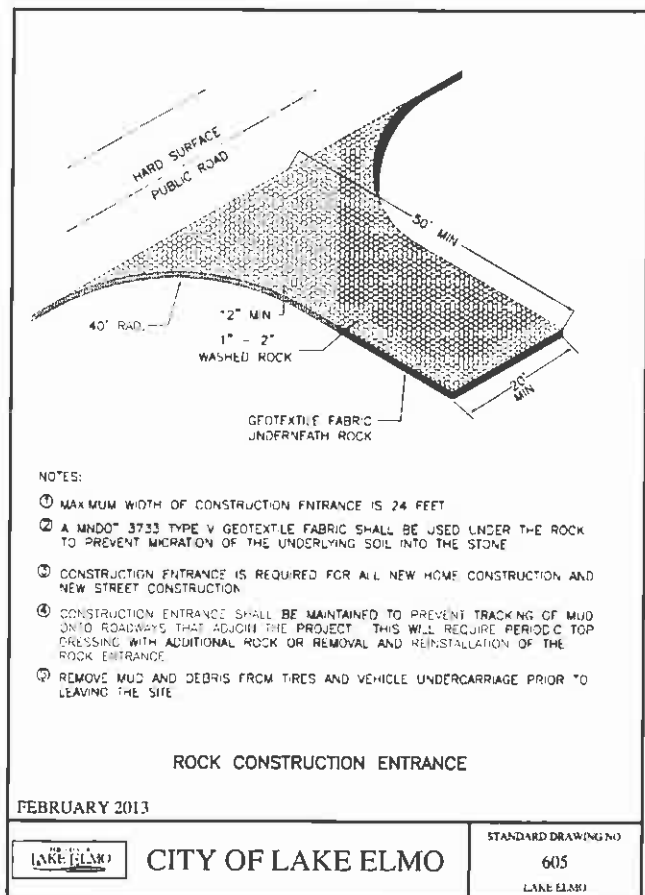 HARD SURFACE
PUBLIC ROAD
50' MIN
40' RAD.
12" MIN
1" - 2"
WASHED ROCK
20'
MIN
GEOTEXTILE FABRIC
UNDERNEATH ROCK
NOTES:
① MAXIMUM WIDTH OF CONSTRUCTION ENTRANCE IS 24 FEET
② A MNDOT 3733 TYPE V GEOTEXTILE FABRIC SHALL BE USED UNDER THE ROCK
TO PREVENT MIGRATION OF THE UNDERLYING SOIL INTO THE STONE
③ CONSTRUCTION ENTRANCE IS REQUIRED FOR ALL NEW HOME CONSTRUCTION AND
NEW STREET CONSTRUCTION
④ CONSTRUCTION ENTRANCE SHALL BE MAINTAINED TO PREVENT TRACKING OF MUD
ONTO ROADWAYS THAT ADJOIN THE PROJECT THIS WILL REQUIRE PERIODIC TOP
DRESSING WITH ADDITIONAL ROCK OR REMOVAL AND REINSTALLATION OF THE
ROCK ENTRANCE
⑤ REMOVE MUD AND DEBRIS FROM TIRES AND VEHICLE UNDERCARRIAGE PRIOR TO
LEAVING THE SITE
ROCK CONSTRUCTION ENTRANCE
FEBRUARY 2013
LAKE ELMO
CITY OF LAKE ELMO
STANDARD DRAWING NO
605
LAKE ELMO